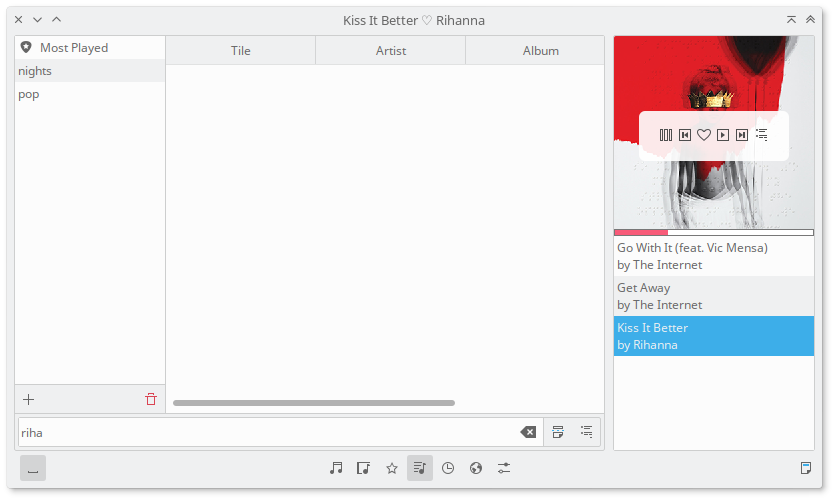 Kiss It Better ♡ Rihanna
Most Played
nights
pop
Tile
Artist
Album
riha
Go With It (feat. Vic Mensa)
by The Internet
Get Away
by The Internet
Kiss It Better
by Rihanna